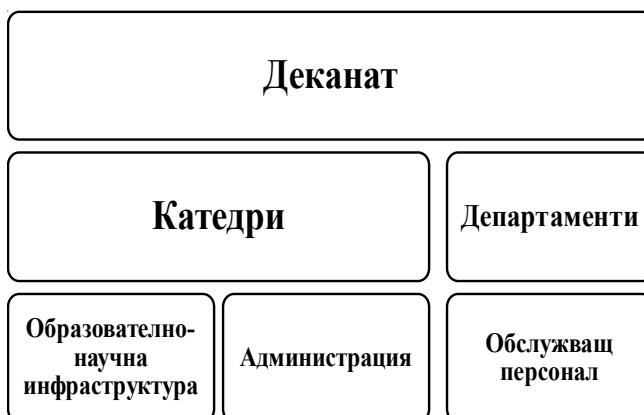 Деканат
Катедри
Департаменти
Образователно-
научна
инфраструктура
Администрация
Обслужващ
персонал